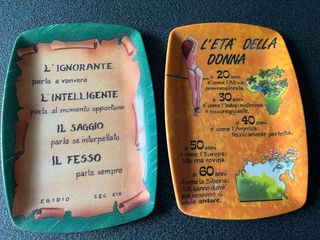 L'IGNORANTE
parla a vanvera
L'INTELLIGENTE
parla al momento opportuno
IL SAGGIO
parla se interpellato
IL FESSO
parla sempre
EGIDIO SEC. XIV
L'ETA' DELLA
DONNA
a 20 anni
è come l'Africa:
semi-inesplorata
a 30 anni
è come l'India: misteriosa
e
a 40 anni
è come l'America:
Tecnicamente perfetta.
a 50 anni
è come l'Europa:
tutta una rovina.
a 60 anni
è come la Siberia:
tutti sanno dov'è
ma nessuno ci
vuole andare.